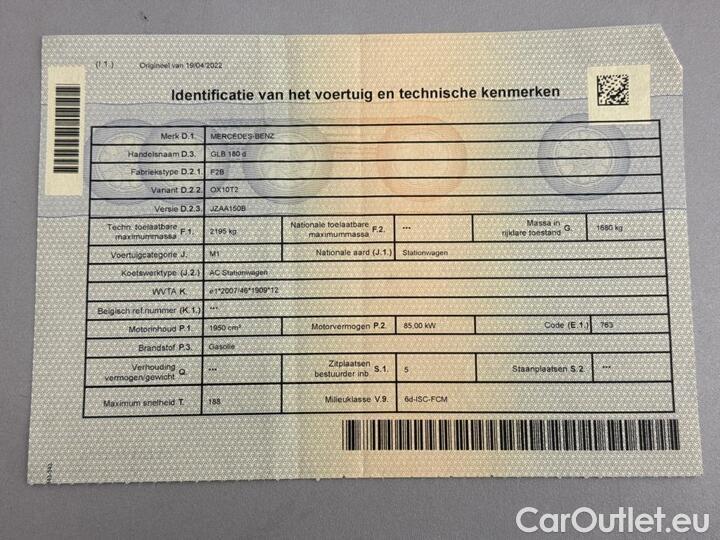 (I.1.) Origineel van 19/04/2022
Identificatie van het voertuig en technische kenmerken
Merk D.1. MERCEDES-BENZ
Handelsnaam D.3. GLB 180 d
Fabriekstype D.2.1. F2B
Variant D.2.2. OX10T2
Versie D.2.3. JZAA150B
Techn. toelaatbare maximummassa F.1. 2195 kg Nationale toelaatbare maximummassa F.2. *** Massa in rijklare toestand G. 1680 kg
Voertuigcategorie J. M1 Nationale aard (J.1.) Stationwagen
Koetswerktype (J.2.) AC Stationwagen
WVTA K. e1*2007/46*1909*12
Belgisch ref.nummer (K.1.) ***
Motorinhoud P.1. 1950 cm³ Motorvermogen P.2. 85,00 kW Code (E.1.) 763
Brandstof P.3. Gasolie
Verhouding vermogen/gewicht Q. *** Zitplaatsen bestuurder inb S.1. 5 Staanplaatsen S.2. ***
Maximum snelheid T. 188 Milieuklasse V.9. 6d-ISC-FCM
CarOutlet.eu